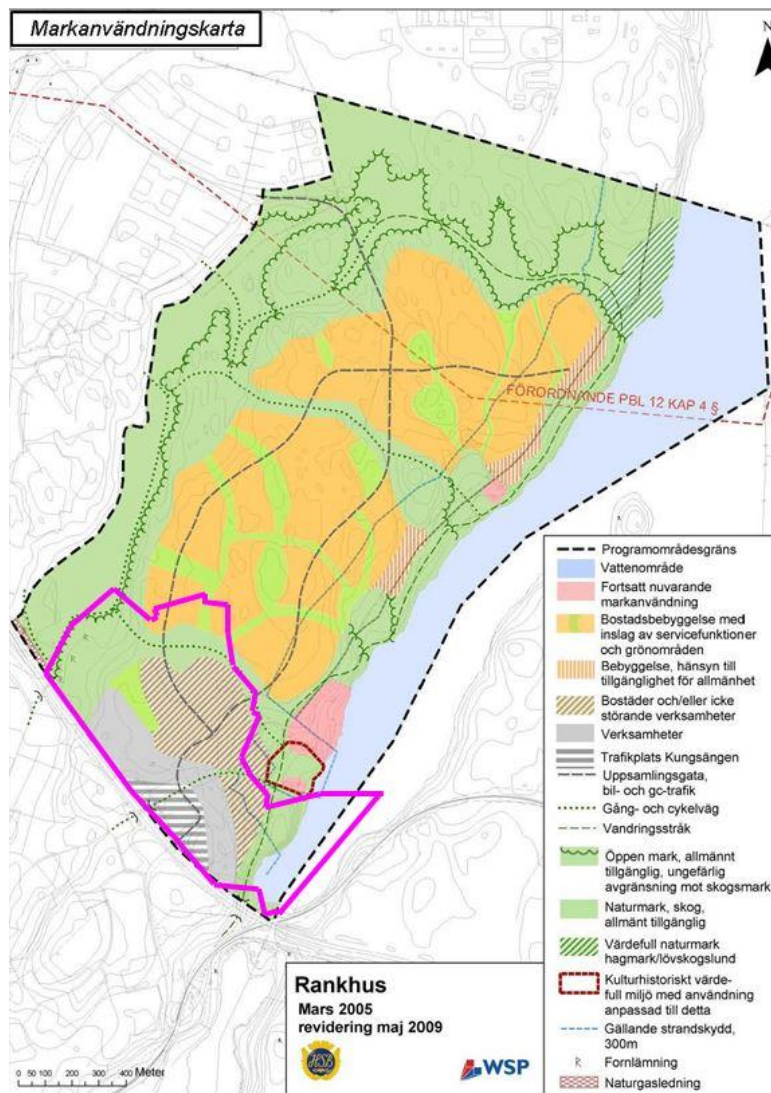 Markanvändningskarta
N
FÖRORDNANDE PBL 12 KAP 4 §
R
R
Programområdesgräns
Vattenområde
Fortsatt nuvarande
markanvändning
Bostadsbebyggelse med
inslag av servicefunktioner
och grönområden
Bebyggelse, hänsyn till
tillgänglighet för allmänhet
Bostäder och/eller icke
störande verksamheter
Verksamheter
Trafikplats Kungsängen
Uppsamlingsgata,
bil- och gc-trafik
Gång- och cykelväg
Vandringsstråk
Öppen mark, allmännt
tillgänglig, ungefärlig
avgränsning mot skogsmark
Naturmark, skog,
allmänt tillgänglig
Värdefull naturmark
hagmark/lövskogslund
Kulturhistoriskt värde-
full miljö med användning
anpassad till detta
Gällande strandskydd,
300m
R Fornlämning
Naturgasledning
Rankhus
Mars 2005
revidering maj 2009
HSB
WSP
0 50 100 200 300 400 Meter